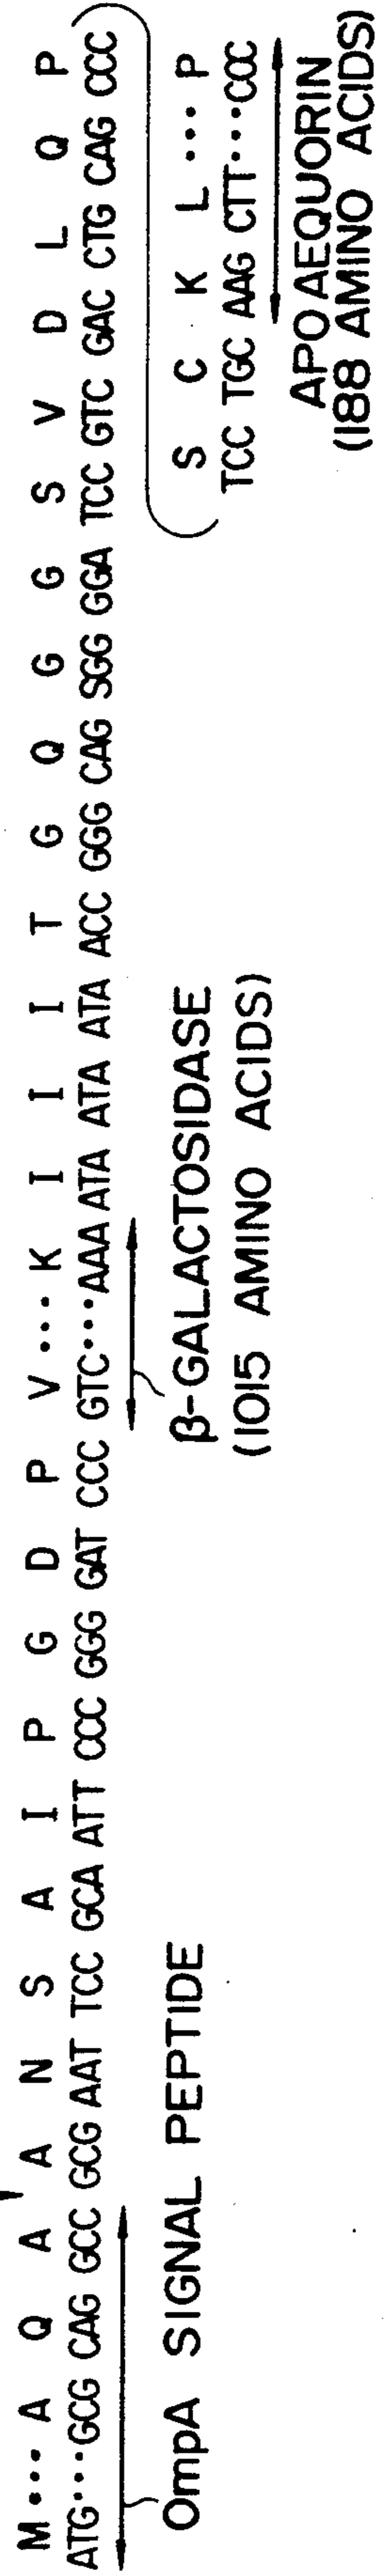 M ··· A Q A A N S A I P G D P V ··· K I I I T G Q G G S V D L Q P
ATG···GCG CAG GCC GCG AAT TCC GCA ATT CCC GGG GAT CCC GTC···AAA ATA ATA ATA ACC GGG CAG SGG GGA TCC GTC GAC CTG CAG CCC
OmpA SIGNAL PEPTIDE
β-GALACTOSIDASE
(1015 AMINO ACIDS)
S C K L ··· P
TCC TGC AAG CTT···CCC
APOAEQUORIN
(188 AMINO ACIDS)